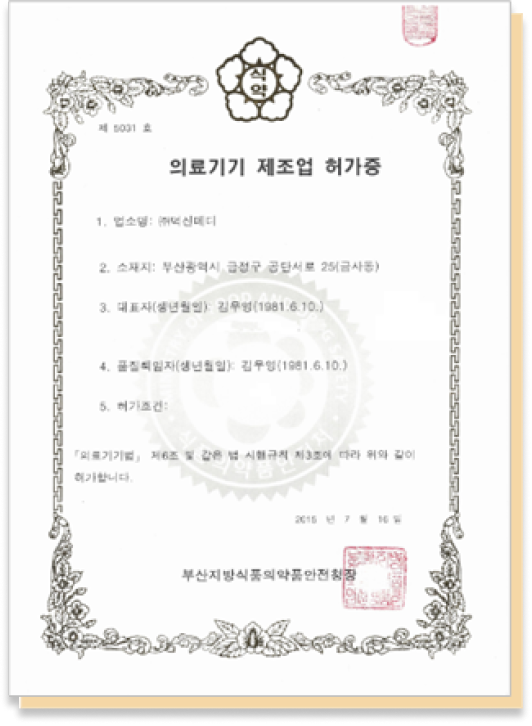 식약
제 5031 호
의료기기 제조업 허가증
1. 업소명: ㈜덕신메디
2. 소재지: 부산광역시 금정구 공단서로 25(금사동)
3. 대표자(생년월일): 김무영(1981.6.10.)
4. 품질책임자(생년월일): 김무영(1981.6.10.)
5. 허가조건:
「의료기기법」 제6조 및 같은 법 시행규칙 제3조에 따라 위와 같이
허가합니다.
2015 년 7 월 16 일
부산지방식품의약품안전청장